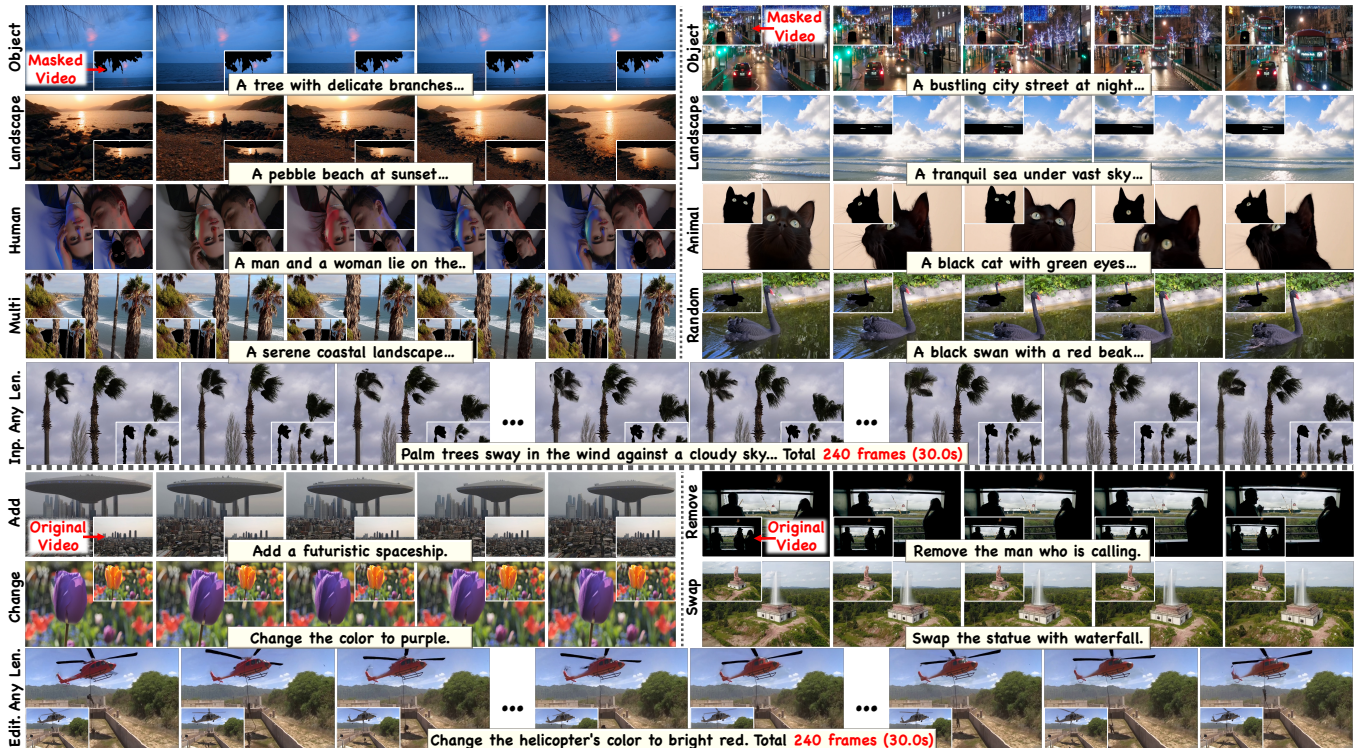 Object
Masked
Video
A tree with delicate branches...
Object
Masked
Video
A bustling city street at night...
Landscape
A pebble beach at sunset...
Landscape
A tranquil sea under vast sky...
Human
A man and a woman lie on the..
Animal
A black cat with green eyes...
Multi
A serene coastal landscape...
Random
A black swan with a red beak...
Inp. Any Len.
...
...
Palm trees sway in the wind against a cloudy sky... Total 240 frames (30.0s)
Add
Original
Video
Add a futuristic spaceship.
Remove
Original
Video
Remove the man who is calling.
Change
Change the color to purple.
Swap
Swap the statue with waterfall.
Edit. Any Len.
...
...
Change the helicopter's color to bright red. Total 240 frames (30.0s)